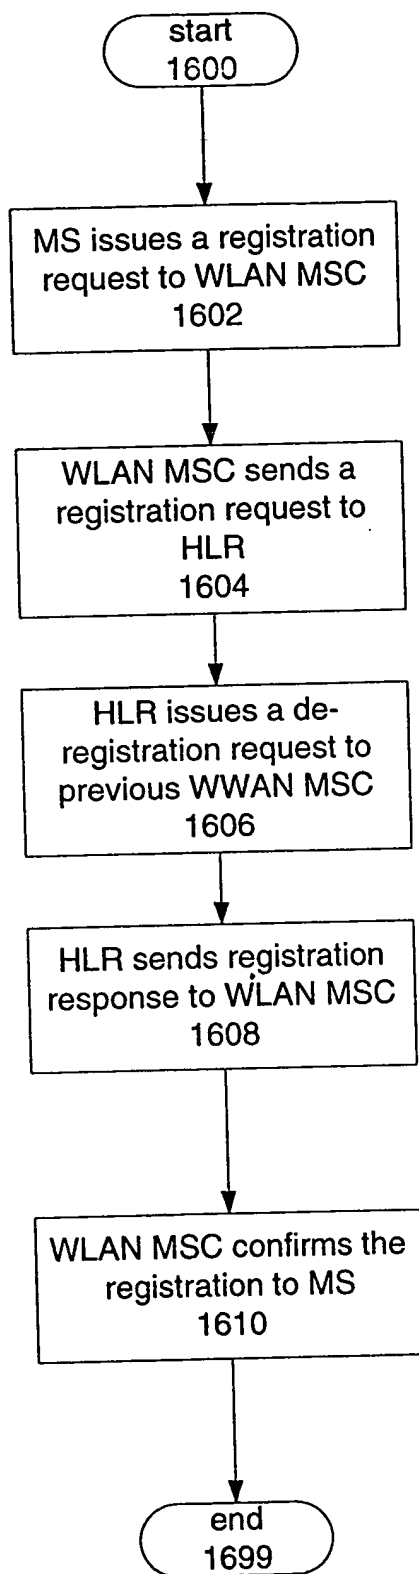 start
1600
MS issues a registration
request to WLAN MSC
1602
WLAN MSC sends a
registration request to
HLR
1604
HLR issues a de-
registration request to
previous WWAN MSC
1606
HLR sends registration
response to WLAN MSC
1608
WLAN MSC confirms the
registration to MS
1610
end
1699